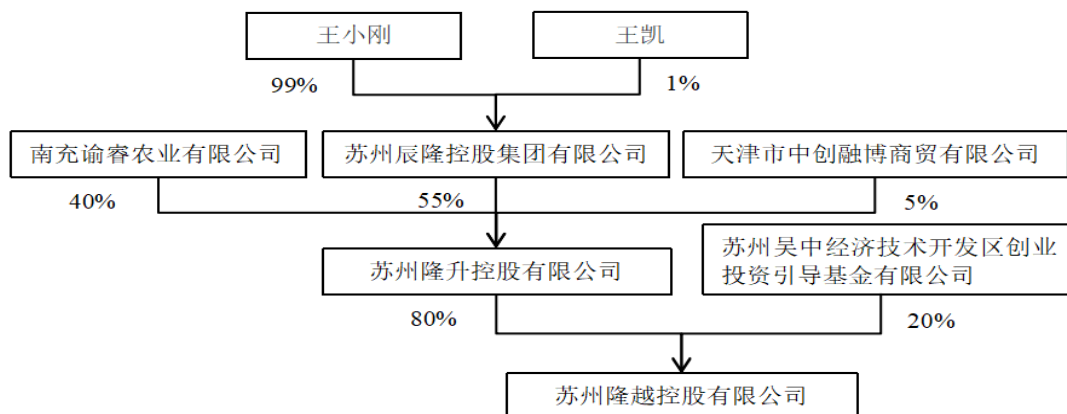 王小刚
王凯
99%
1%
南充谕睿农业有限公司
苏州辰隆控股集团有限公司
天津市中创融博商贸有限公司
40%
55%
5%
苏州隆升控股有限公司
苏州吴中经济技术开发区创业
投资引导基金有限公司
80%
20%
苏州隆越控股有限公司